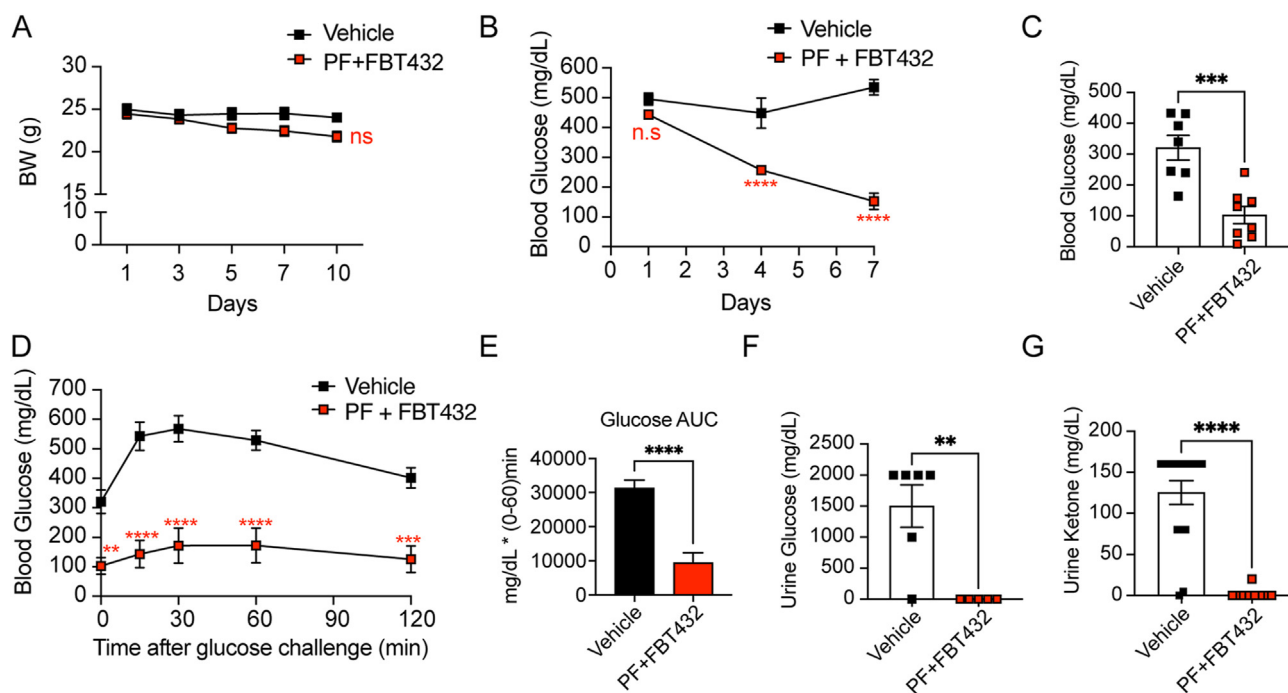 A
Vehicle
PF+FBT432
BW (g)
30
25
20
15
10
0
1
3
5
7
10
Days
ns
B
Vehicle
PF + FBT432
Blood Glucose (mg/dL)
600
500
400
300
200
100
0
0
1
2
3
4
5
6
7
Days
n.s
****
****
C
Blood Glucose (mg/dL)
500
400
300
200
100
0
***
Vehicle
PF+FBT432
D
Vehicle
PF + FBT432
Blood Glucose (mg/dL)
700
600
500
400
300
200
100
0
**
****
****
****
***
0
30
60
90
120
Time after glucose challenge (min)
E
Glucose AUC
mg/dL * (0-60)min
40000
30000
20000
10000
0
****
Vehicle
PF+FBT432
F
Urine Glucose (mg/dL)
2500
2000
1500
1000
500
0
**
Vehicle
PF+FBT432
G
Urine Ketone (mg/dL)
200
150
100
50
0
****
Vehicle
PF+FBT432